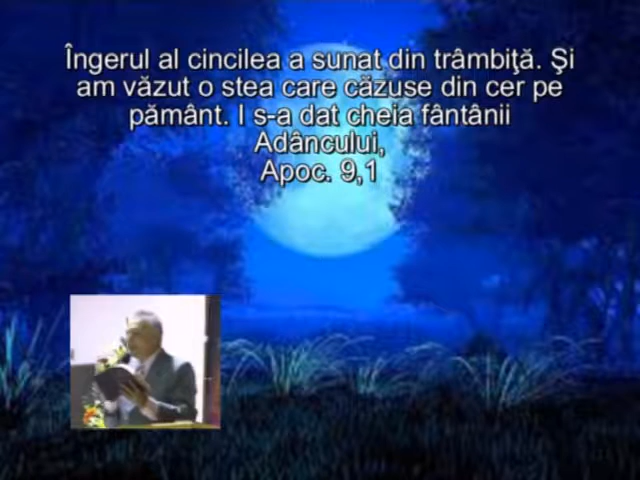 Îngerul al cincilea a sunat din trâmbiţă. Şi
am văzut o stea care căzuse din cer pe
pământ. I s-a dat cheia fântânii
Adâncului,
Apoc. 9,1